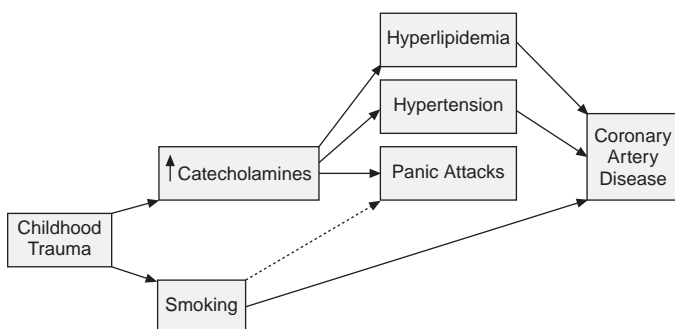 Hyperlipidemia
Hypertension
Coronary
Artery
Disease
Catecholamines
Panic Attacks
Childhood
Trauma
Smoking